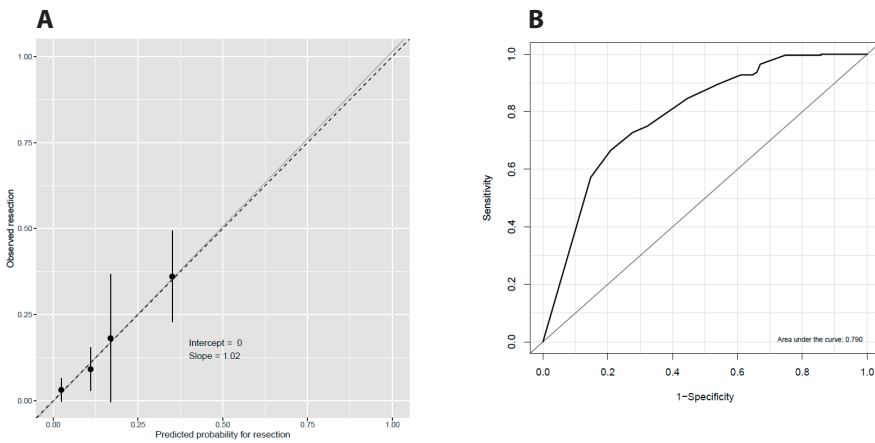 A
1.00
0.75
0.50
0.25
0.00
Observed resection
Intercept = 0
Slope = 1.02
0.00 0.25 0.50 0.75 1.00
Predicted probability for resection
B
1.0
0.8
0.6
0.4
0.2
0.0
Sensitivity
Area under the curve: 0.790
0.0 0.2 0.4 0.6 0.8 1.0
1−Specificity